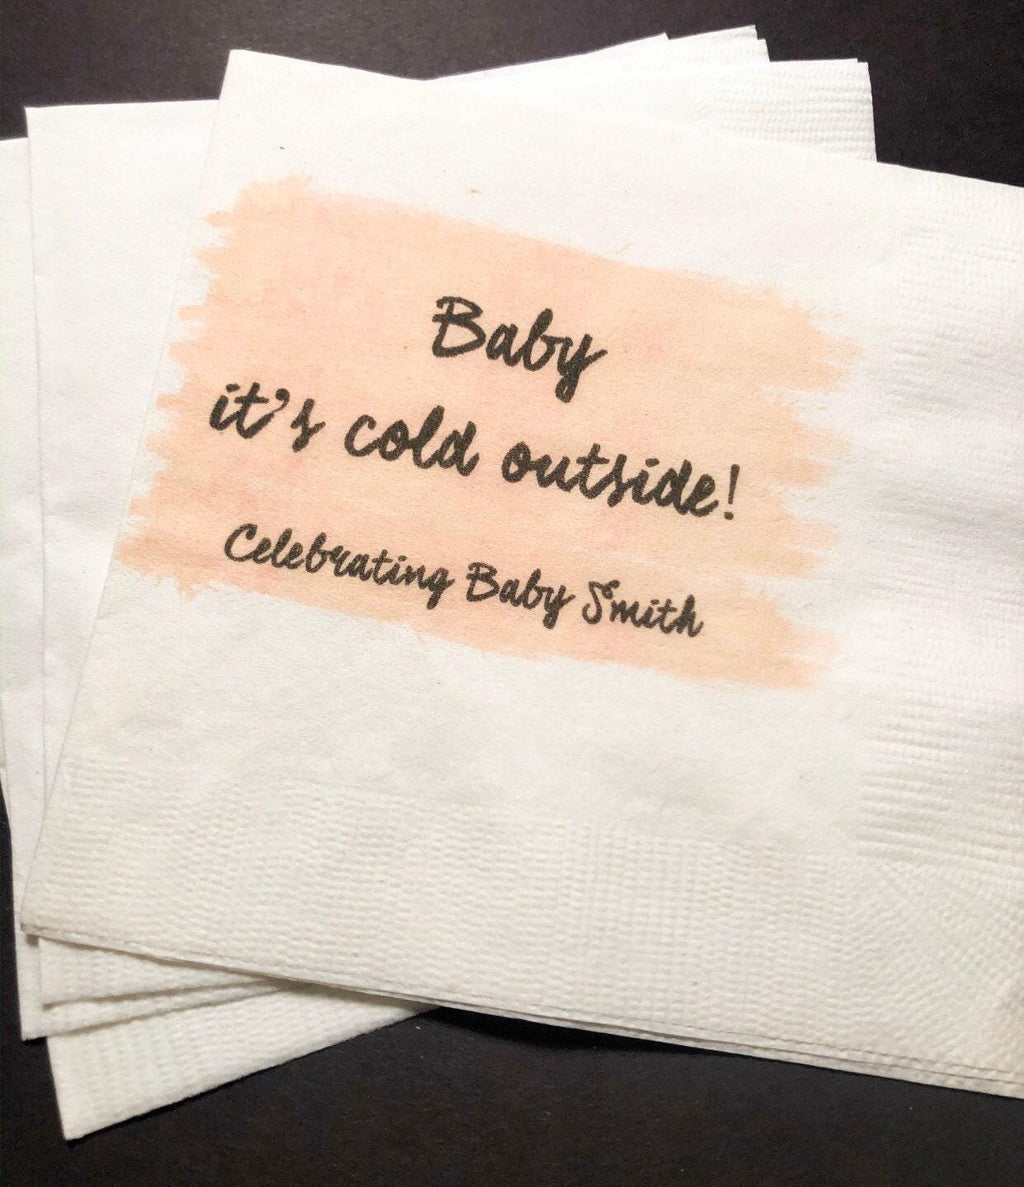 Baby
it's cold outside!
Celebrating Baby Smith